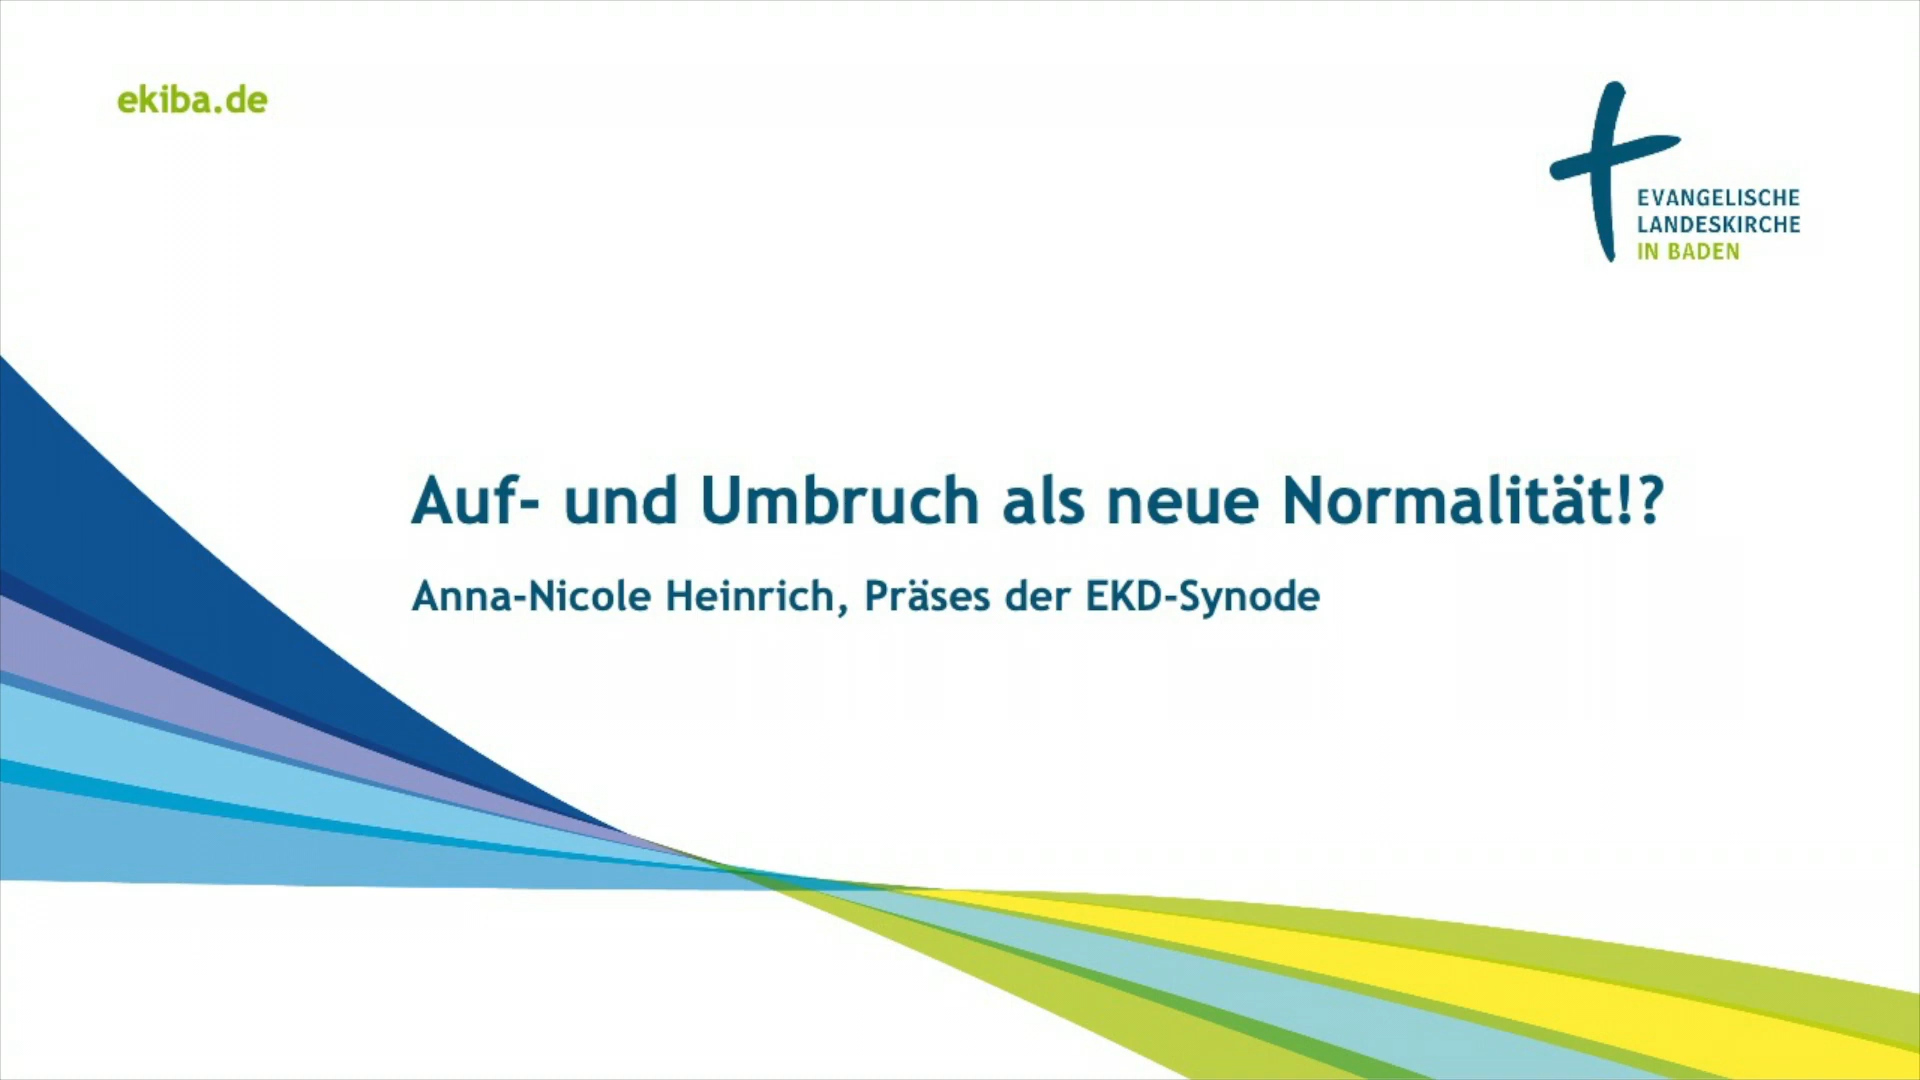 ekiba.de
EVANGELISCHE
LANDESKIRCHE
IN BADEN
Auf- und Umbruch als neue Normalität!?
Anna-Nicole Heinrich, Präses der EKD-Synode